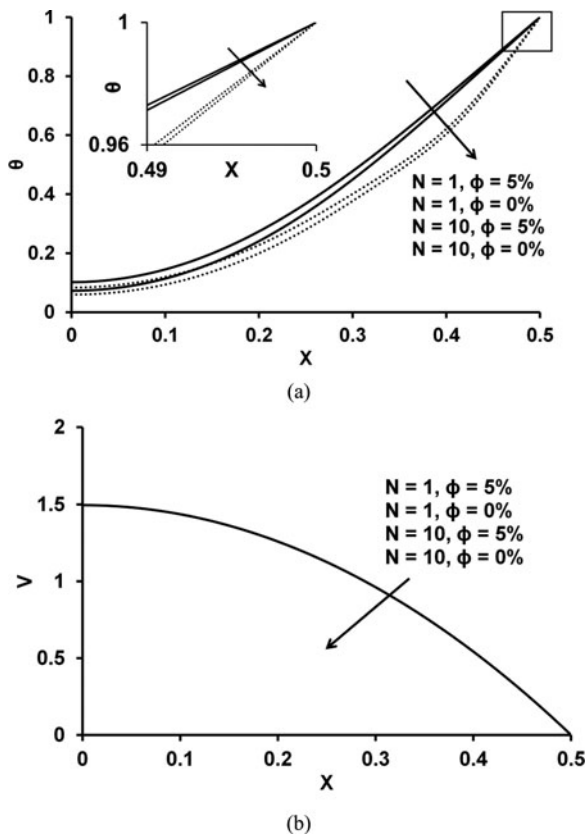 1
θ
0.96
0.49
X
0.5
1
0.8
0.6
θ
0.4
0.2
0
N = 1, ϕ = 5%
N = 1, ϕ = 0%
N = 10, ϕ = 5%
N = 10, ϕ = 0%
0 0.1 0.2 0.3 0.4 0.5
X
(a)
2
1.5
V
1
0.5
0
N = 1, ϕ = 5%
N = 1, ϕ = 0%
N = 10, ϕ = 5%
N = 10, ϕ = 0%
0 0.1 0.2 0.3 0.4 0.5
X
(b)